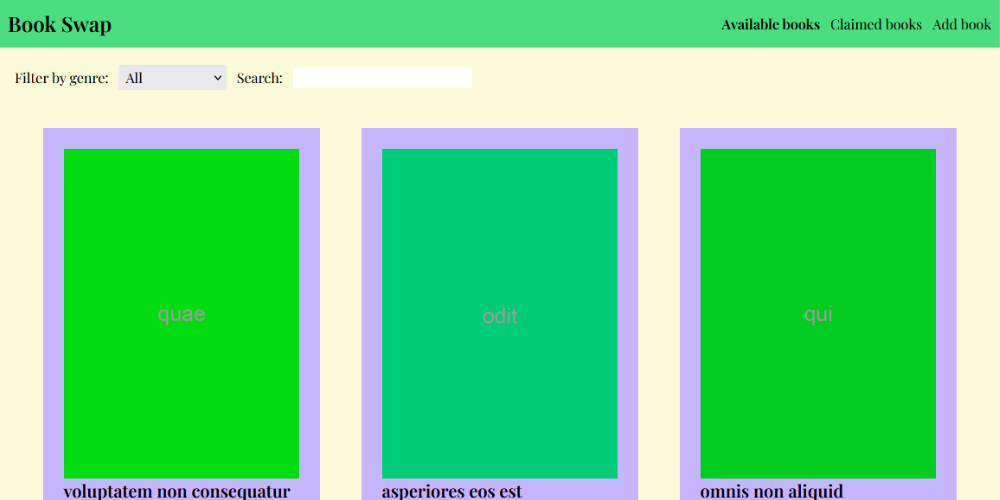 Book Swap
Available books Claimed books Add book
Filter by genre: All Search:
quae
odit
qui
voluptatem non consequatur
asperiores eos est
omnis non aliquid